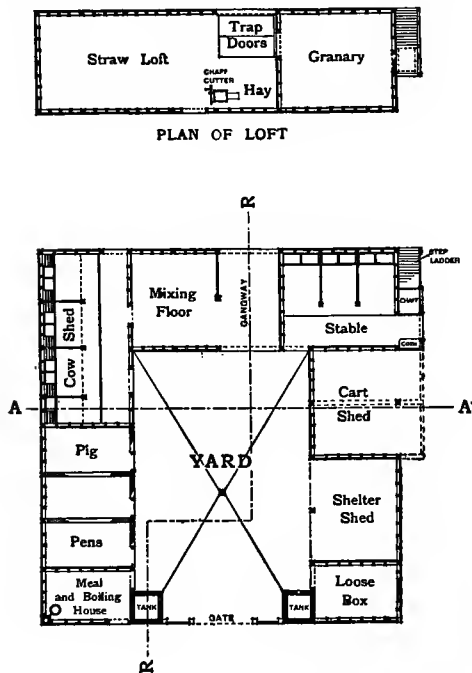 Trap
Doors
Straw Loft
Granary
CHAFF
CUTTER
Hay
PLAN OF LOFT
R
STEP
LADDER
Mixing
Floor
GANGWAY
Shed
Cow
Stable
Corn
A
Cart
Shed
A'
Pig
YARD
Shelter
Shed
Pens
Meal
and Boiling
House
TANK
GATE
TANK
Loose
Box
R